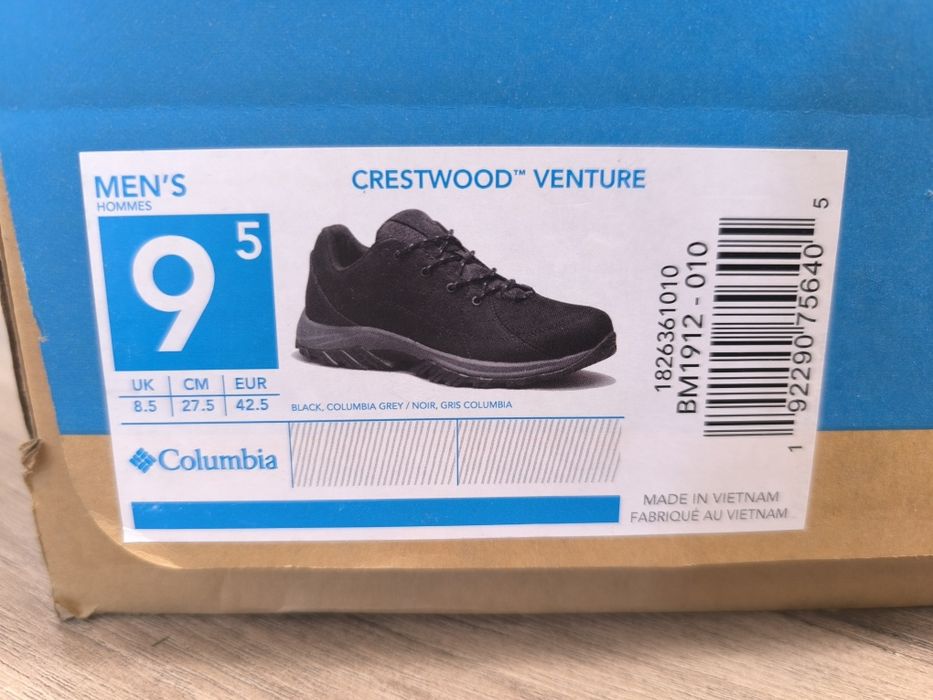 MEN'S
HOMMES
9 5
UK CM EUR
8.5 27.5 42.5
CRESTWOOD™ VENTURE
BLACK, COLUMBIA GREY / NOIR, GRIS COLUMBIA
Columbia
1826361010
BM1912 - 010
1 92290 75640 5
MADE IN VIETNAM
FABRIQUÉ AU VIETNAM